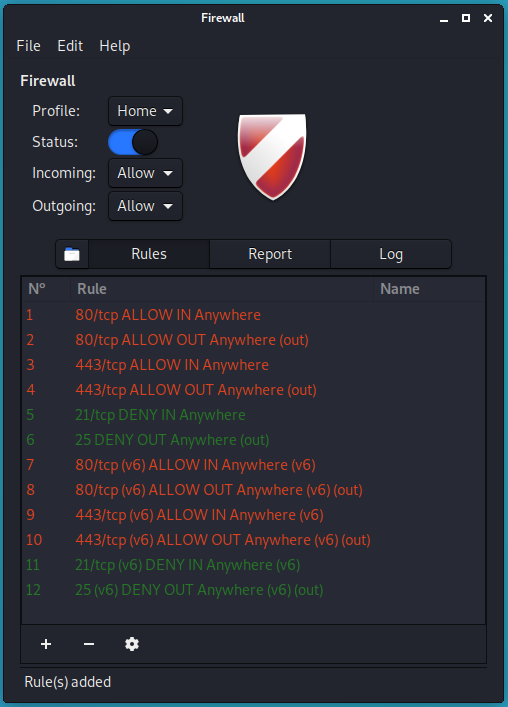 Firewall
File Edit Help
Firewall
Profile: Home
Status:
Incoming: Allow
Outgoing: Allow
Rules Report Log
Nº Rule Name
1 80/tcp ALLOW IN Anywhere
2 80/tcp ALLOW OUT Anywhere (out)
3 443/tcp ALLOW IN Anywhere
4 443/tcp ALLOW OUT Anywhere (out)
5 21/tcp DENY IN Anywhere
6 25 DENY OUT Anywhere (out)
7 80/tcp (v6) ALLOW IN Anywhere (v6)
8 80/tcp (v6) ALLOW OUT Anywhere (v6) (out)
9 443/tcp (v6) ALLOW IN Anywhere (v6)
10 443/tcp (v6) ALLOW OUT Anywhere (v6) (out)
11 21/tcp (v6) DENY IN Anywhere (v6)
12 25 (v6) DENY OUT Anywhere (v6) (out)
Rule(s) added